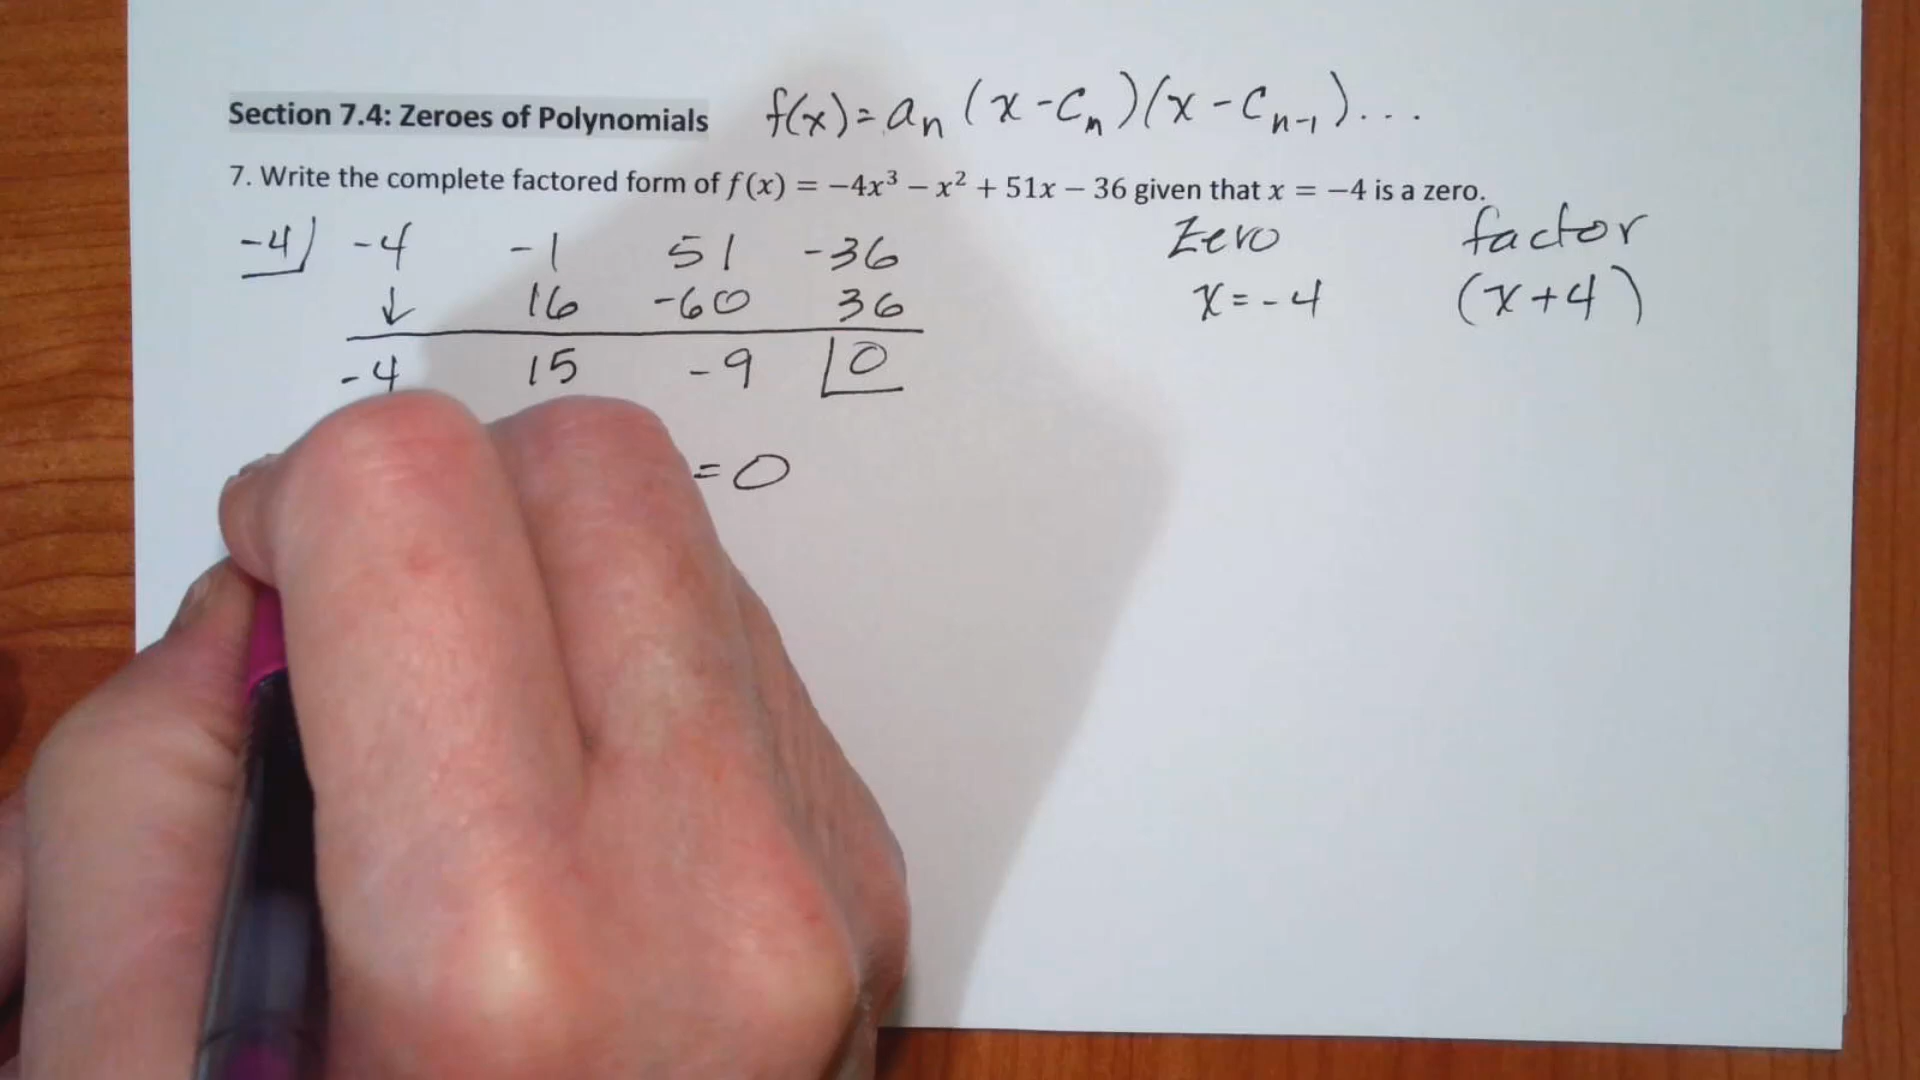 Section 7.4: Zeroes of Polynomials f(x) = aₙ (x - cₙ)(x - cₙ₋₁)...
7. Write the complete factored form of f(x) = −4x³ − x² + 51x − 36 given that x = −4 is a zero.
-4 -4 -1 51 -36 Zero factor
↓ 16 -60 36 x = -4 (x+4)
-4 15 -9 0
= 0